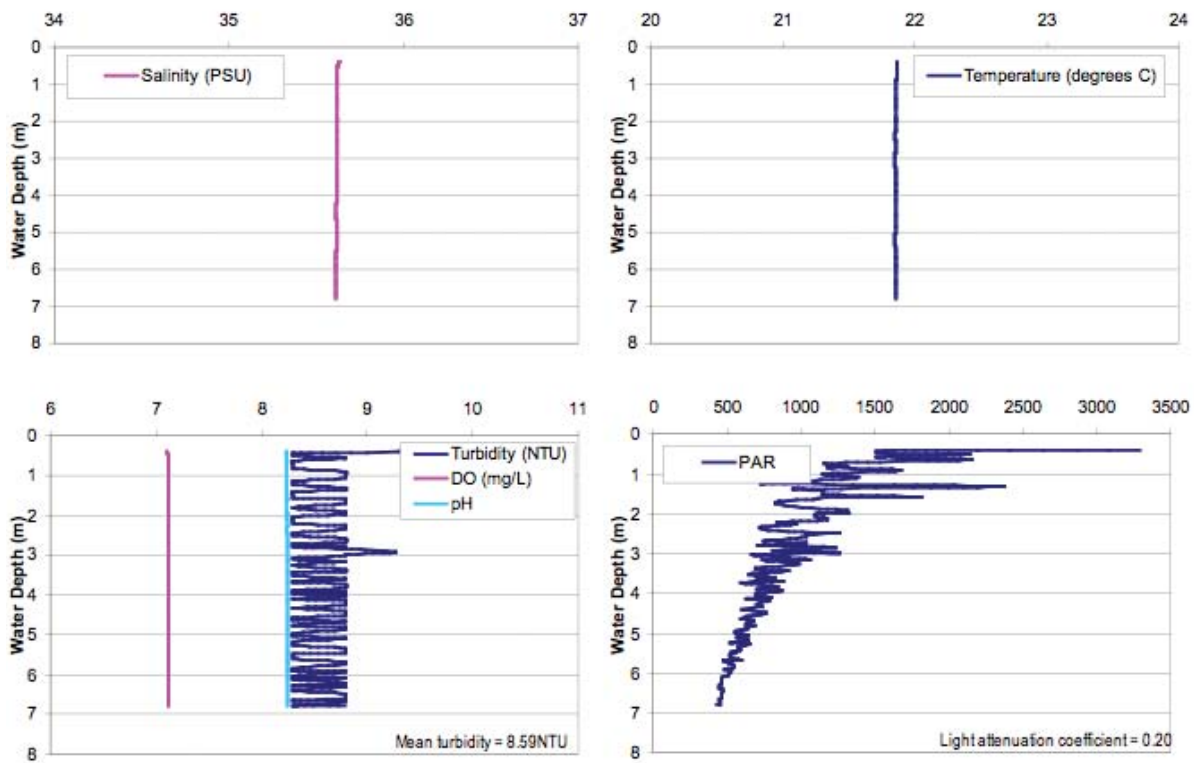 34 35 36 37
0
1
2
3
4
5
6
7
8
Water Depth (m)
Salinity (PSU)
20 21 22 23 24
0
1
2
3
4
5
6
7
8
Water Depth (m)
Temperature (degrees C)
6 7 8 9 10 11
0
1
2
3
4
5
6
7
8
Water Depth (m)
Turbidity (NTU)
DO (mg/L)
pH
Mean turbidity = 8.59NTU
0 500 1000 1500 2000 2500 3000 3500
0
1
2
3
4
5
6
7
8
Water Depth (m)
PAR
Light attenuation coefficient = 0.20